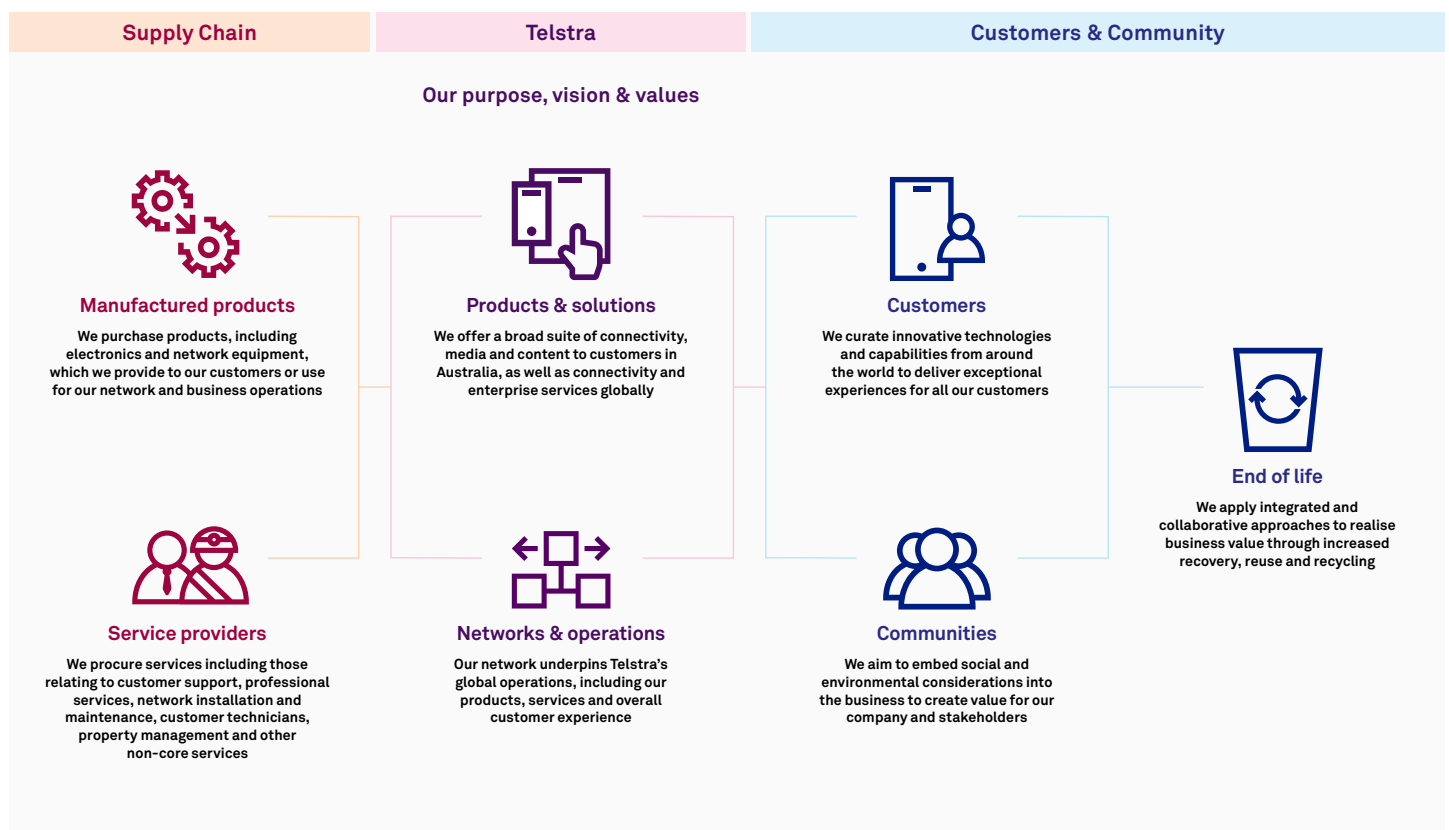 Supply Chain
Telstra
Customers & Community
Our purpose, vision & values
Manufactured products
We purchase products, including
electronics and network equipment,
which we provide to our customers or use
for our network and business operations
Products & solutions
We offer a broad suite of connectivity,
media and content to customers in
Australia, as well as connectivity and
enterprise services globally
Customers
We curate innovative technologies
and capabilities from around
the world to deliver exceptional
experiences for all our customers
End of life
We apply integrated and
collaborative approaches to realise
business value through increased
recovery, reuse and recycling
Service providers
We procure services including those
relating to customer support, professional
services, network installation and
maintenance, customer technicians,
property management and other
non-core services
Networks & operations
Our network underpins Telstra's
global operations, including our
products, services and overall
customer experience
Communities
We aim to embed social and
environmental considerations into
the business to create value for our
company and stakeholders